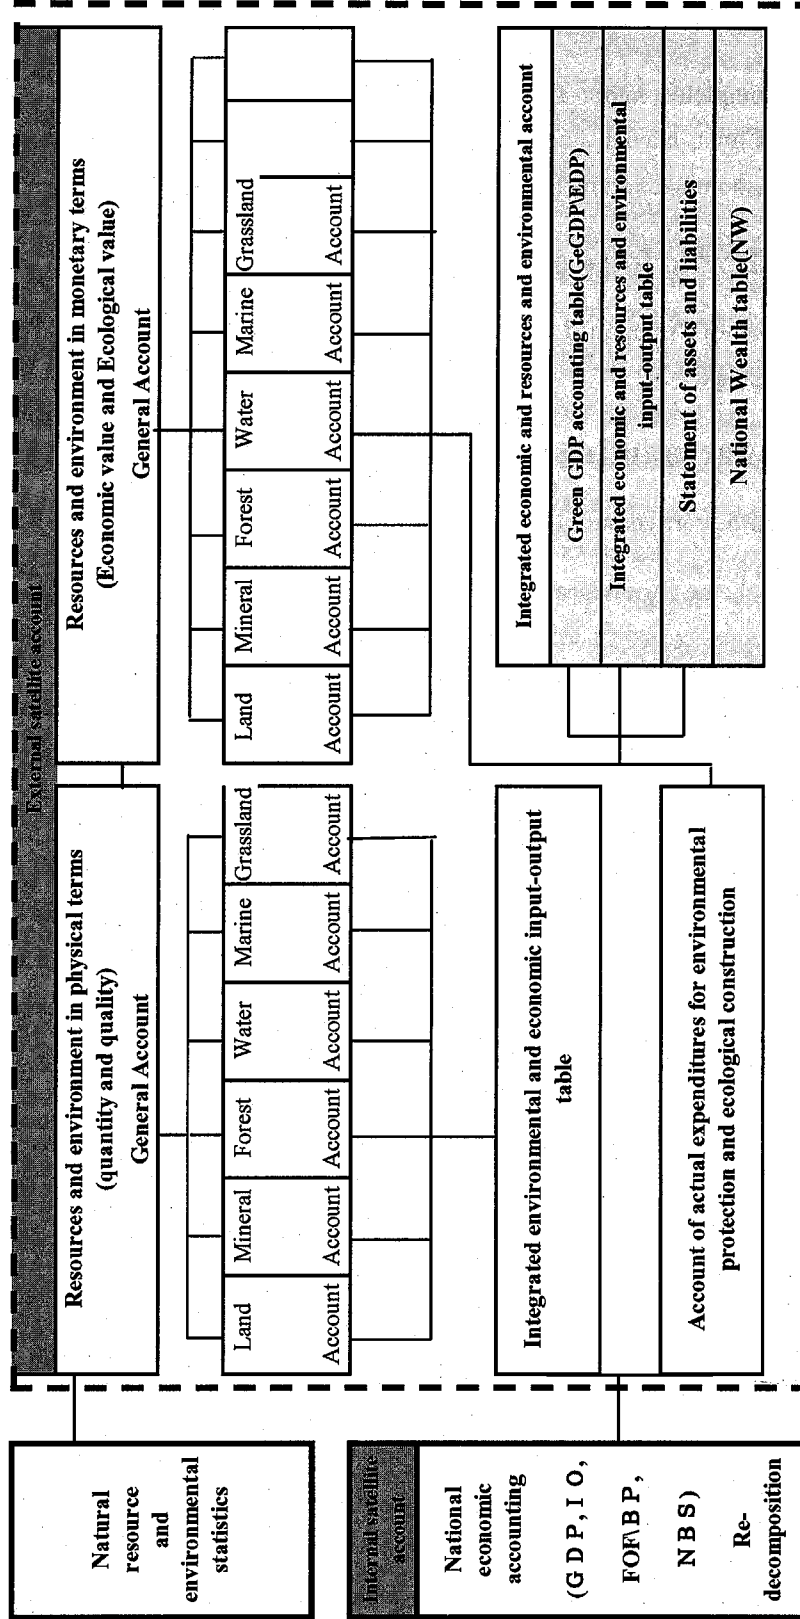 External satellite account
Natural
resource
and
environmental
statistics
Resources and environment in physical terms
(quantity and quality)
General Account
Resources and environment in monetary terms
(Economic value and Ecological value)
General Account
Land
Account
Mineral
Account
Forest
Account
Water
Account
Marine
Account
Grassland
Account
Land
Account
Mineral
Account
Forest
Account
Water
Account
Marine
Account
Grassland
Account
Internal satellite
account
National
economic
accounting
(GDP,IO,
FOF\BP,
NBS)
Re-
decomposition
Integrated environmental and economic input-output
table
Account of actual expenditures for environmental
protection and ecological construction
Integrated economic and resources and environment account
Green GDP accounting table(GeGDP\EDP)
Integrated economic and resources and environmental
input-output table
Statement of assets and liabilities
National Wealth table(NW)